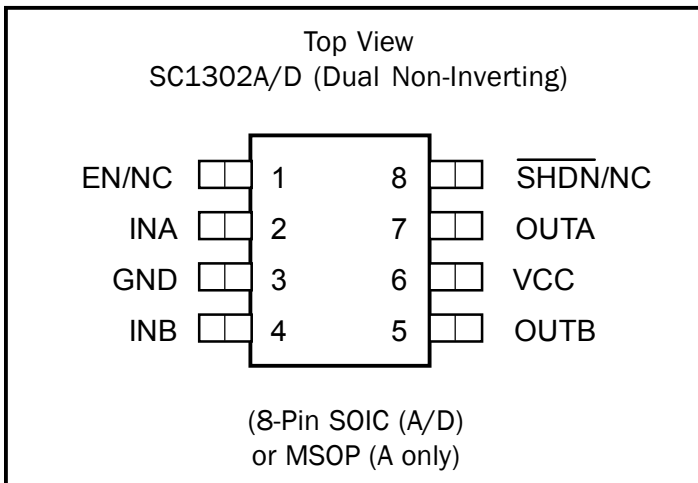 Top View
SC1302A/D (Dual Non-Inverting)
EN/NC 1 8 SHDN/NC
INA 2 7 OUTA
GND 3 6 VCC
INB 4 5 OUTB
(8-Pin SOIC (A/D)
or MSOP (A only)